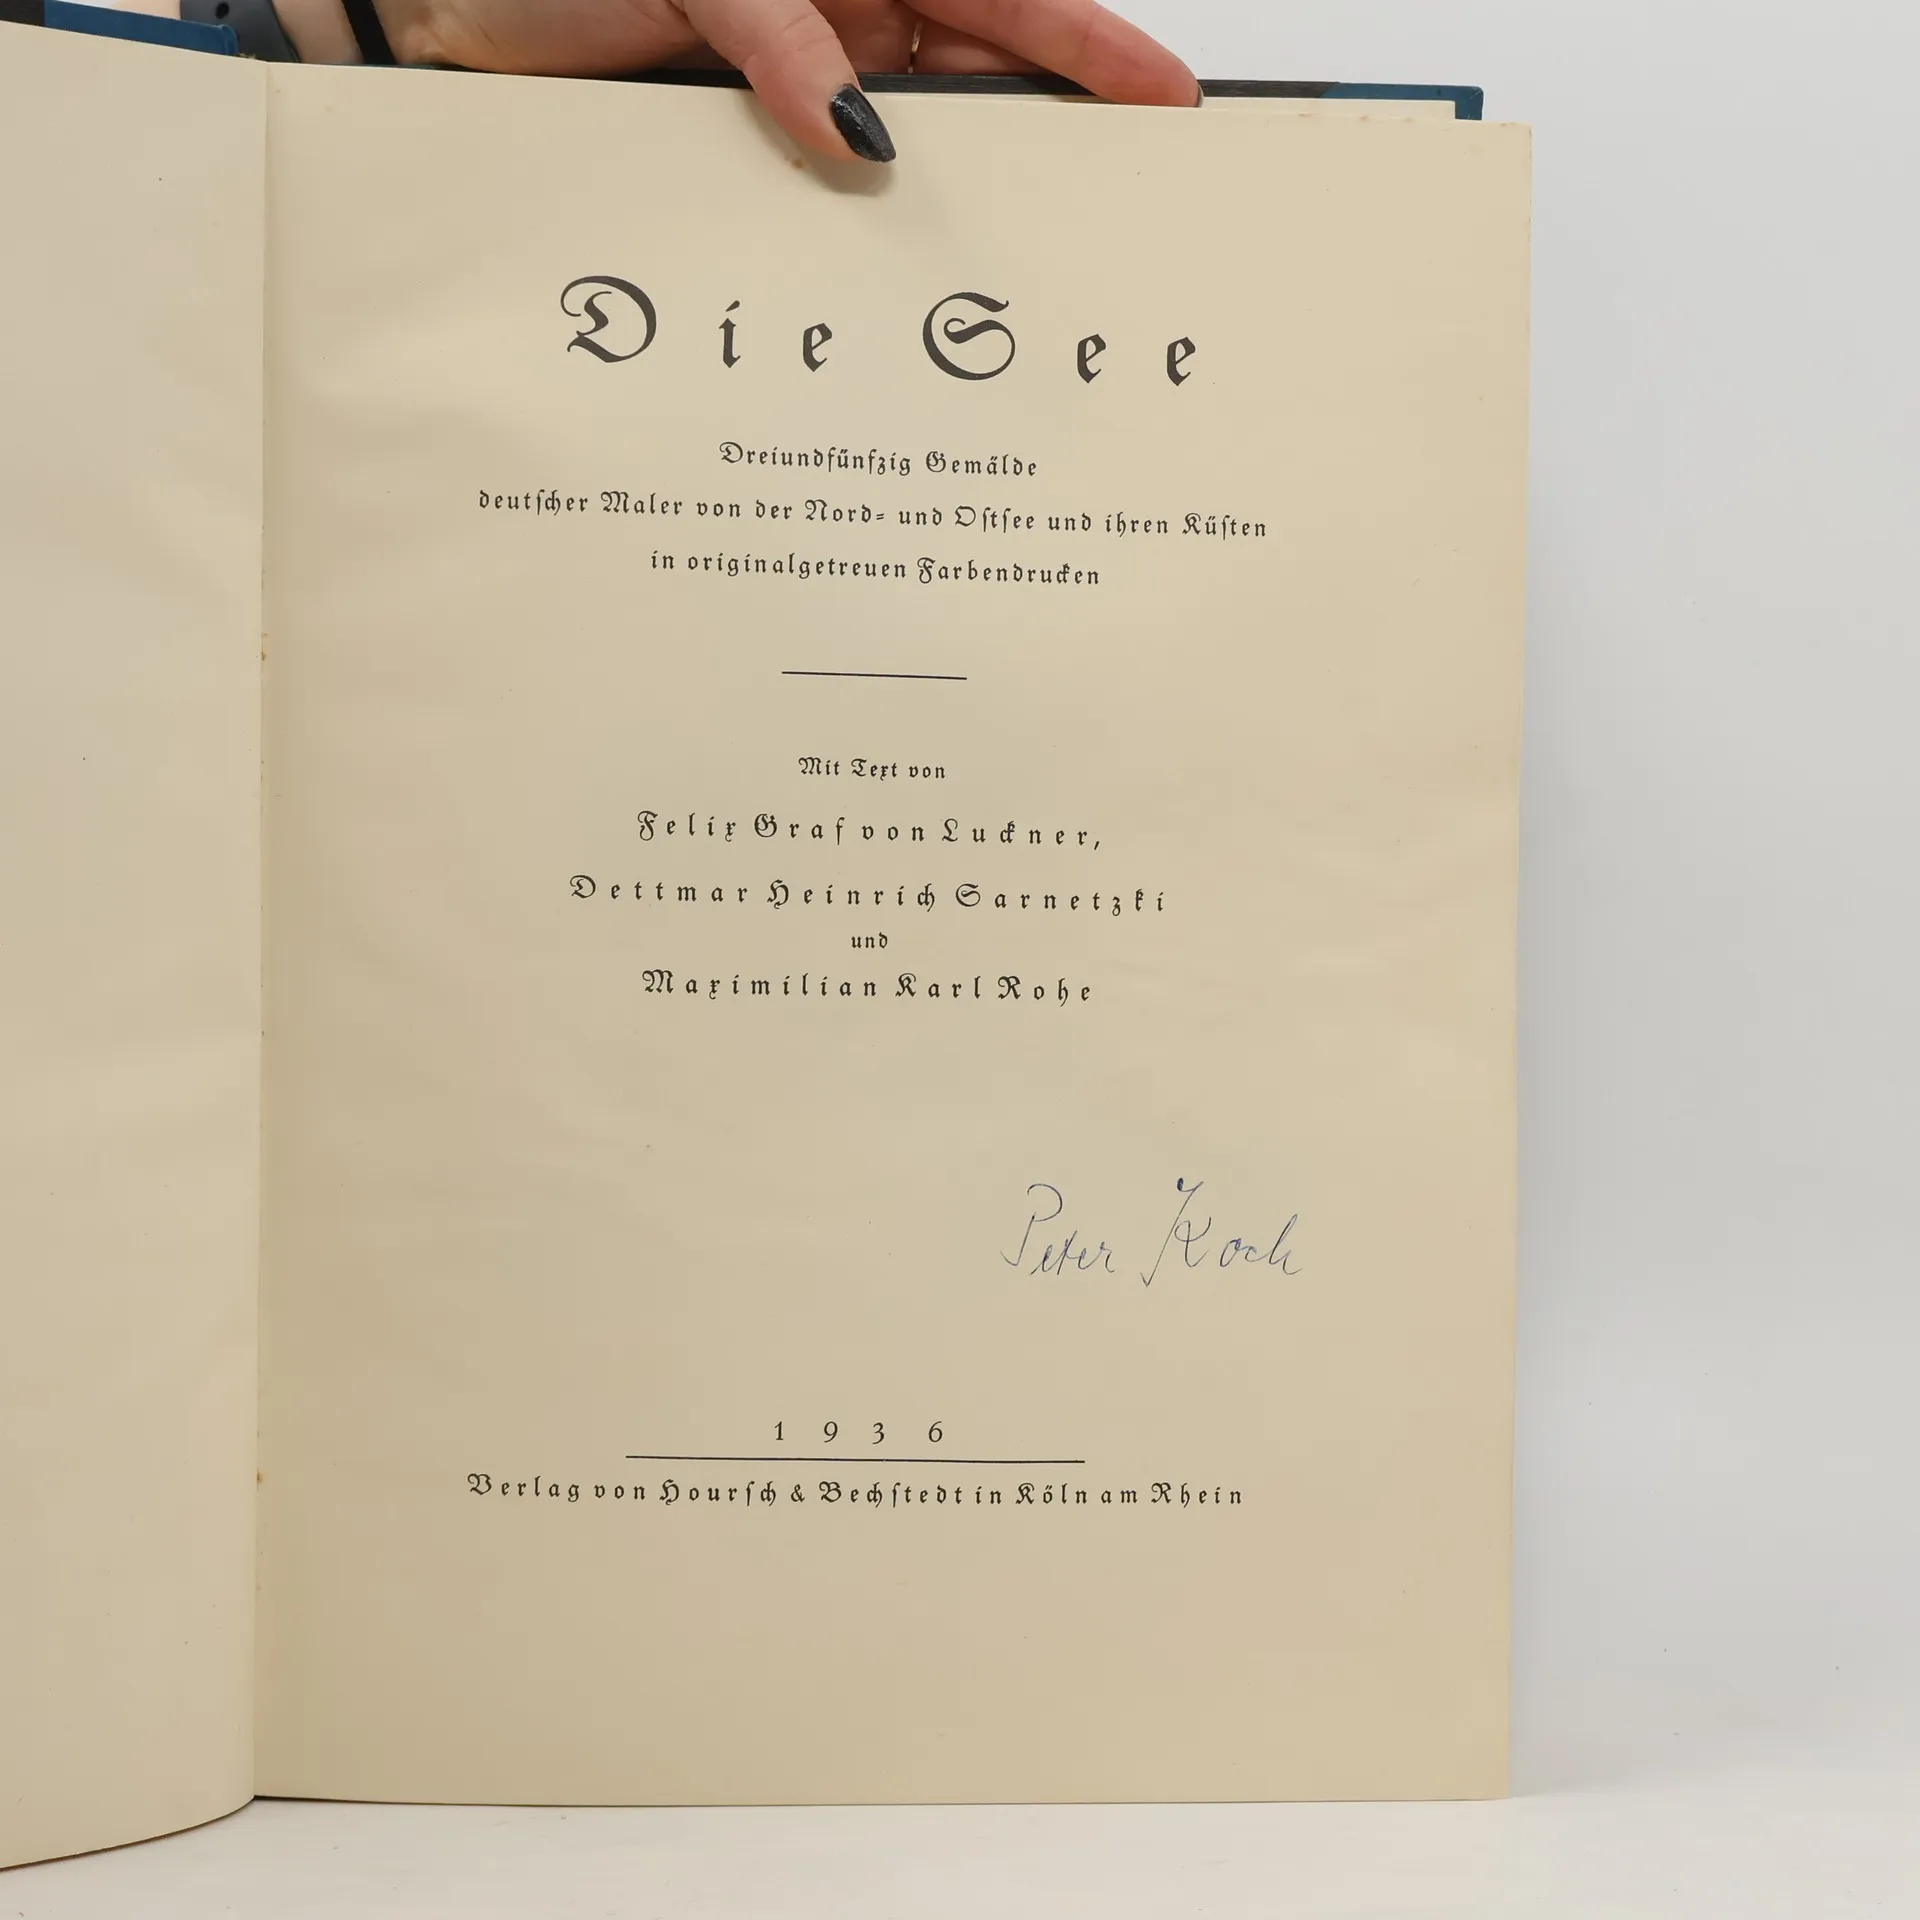 Die See
Dreiundfünfzig Gemälde
deutſcher Maler von der Nord- und Oſtſee und ihren Küſten
in originalgetreuen Farbendrucken
Mit Text von
Felix Graf von Luckner,
Dettmar Heinrich Sarnetzki
und
Maximilian Karl Rohe
Peter Koch
1936
Verlag von Hourſch & Bechſtedt in Köln am Rhein